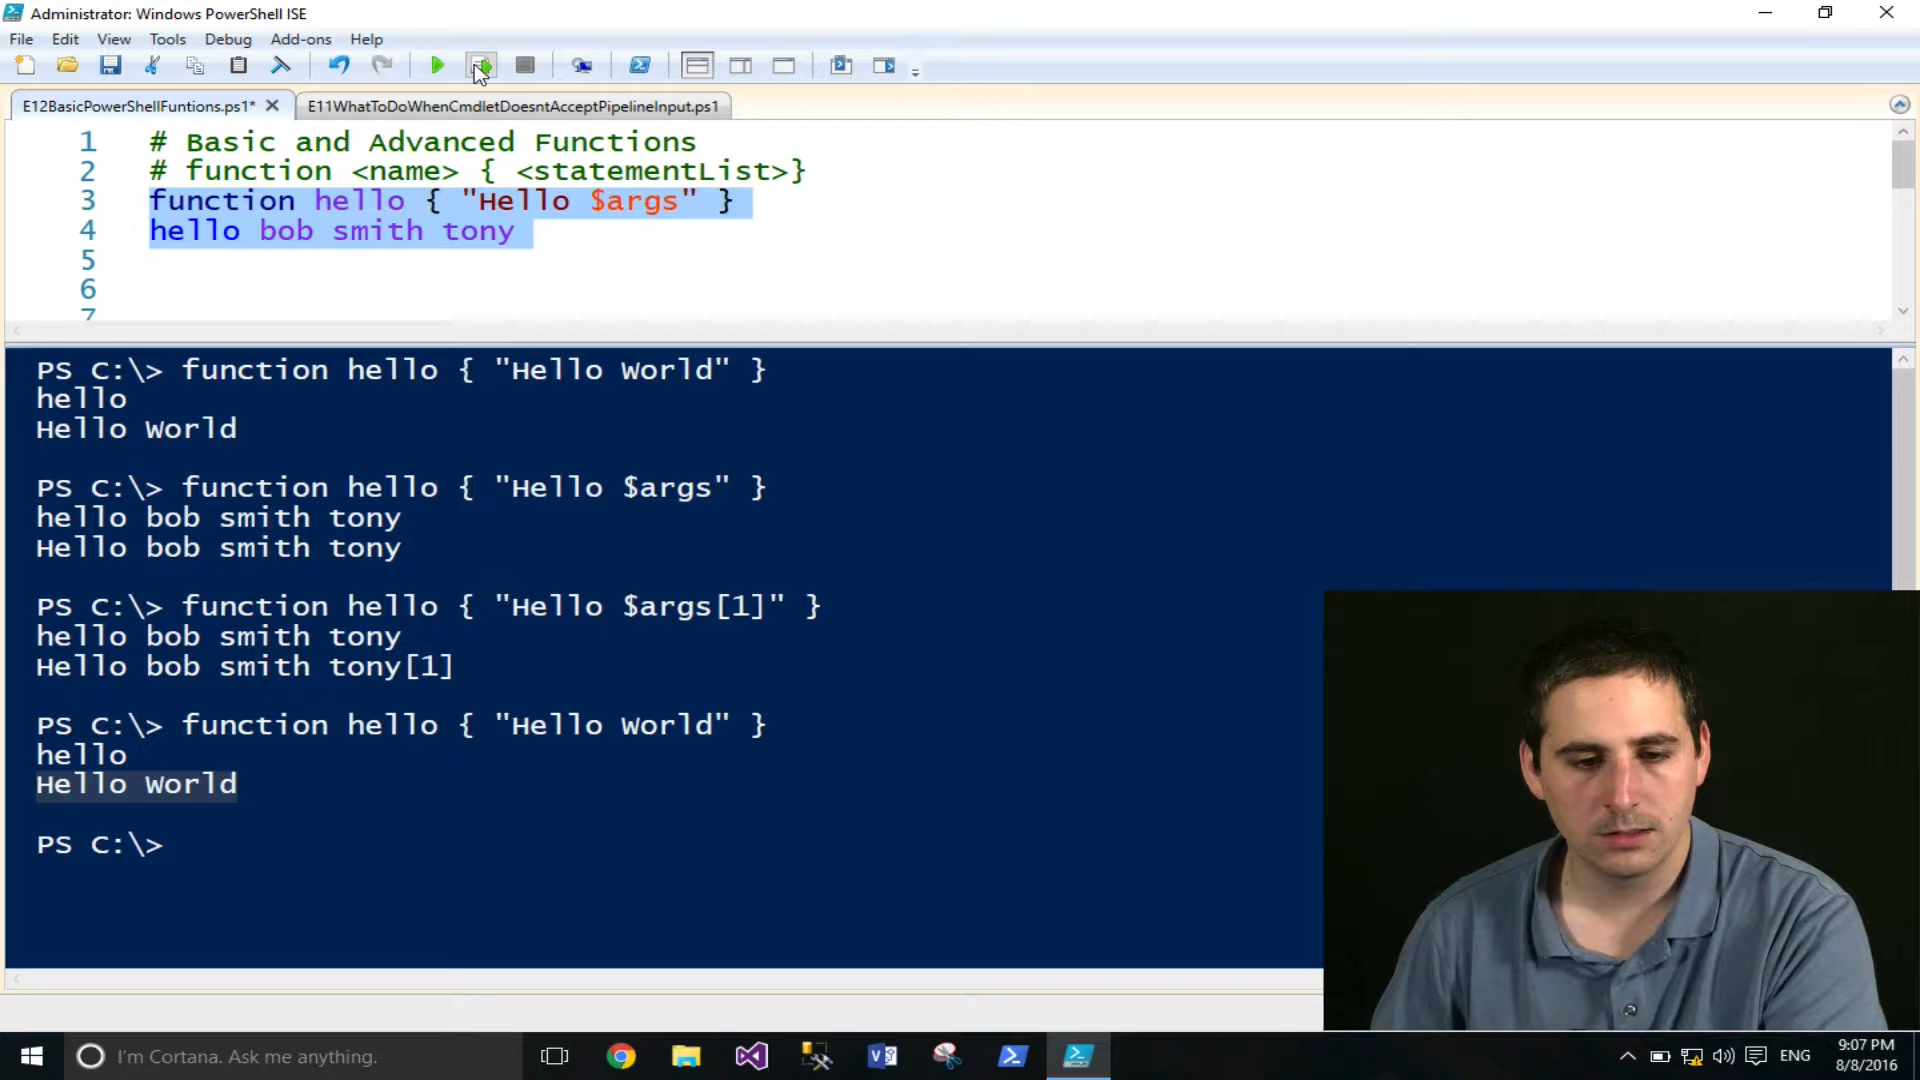 Administrator: Windows PowerShell ISE
File Edit View Tools Debug Add-ons Help
E12BasicPowerShellFuntions.ps1* E11WhatToDoWhenCmdletDoesntAcceptPipelineInput.ps1
1 # Basic and Advanced Functions
2 # function <name> { <statementList>}
3 function hello { "Hello $args" }
4 hello bob smith tony
5
6
7
PS C:\> function hello { "Hello World" }
hello
Hello World
PS C:\> function hello { "Hello $args" }
hello bob smith tony
Hello bob smith tony
PS C:\> function hello { "Hello $args[1]" }
hello bob smith tony
Hello bob smith tony[1]
PS C:\> function hello { "Hello World" }
hello
Hello World
PS C:\>
I'm Cortana. Ask me anything.
ENG
9:07 PM
8/8/2016